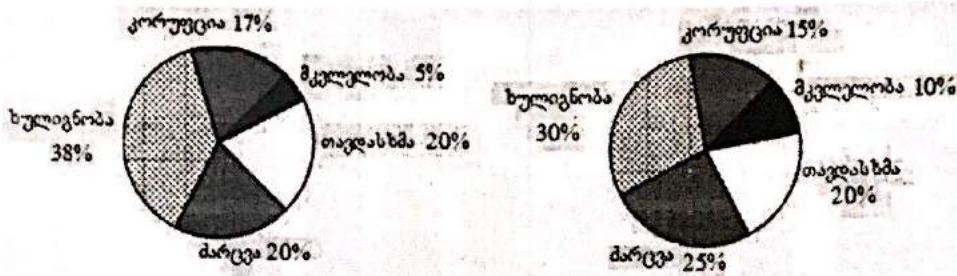 კორუფცია 17%
მკვლელობა 5%
თავდასხმა 20%
ძარცვა 20%
ხულიგნობა
38%
კორუფცია 15%
მკვლელობა 10%
თავდასხმა
20%
ძარცვა 25%
ხულიგნობა
30%